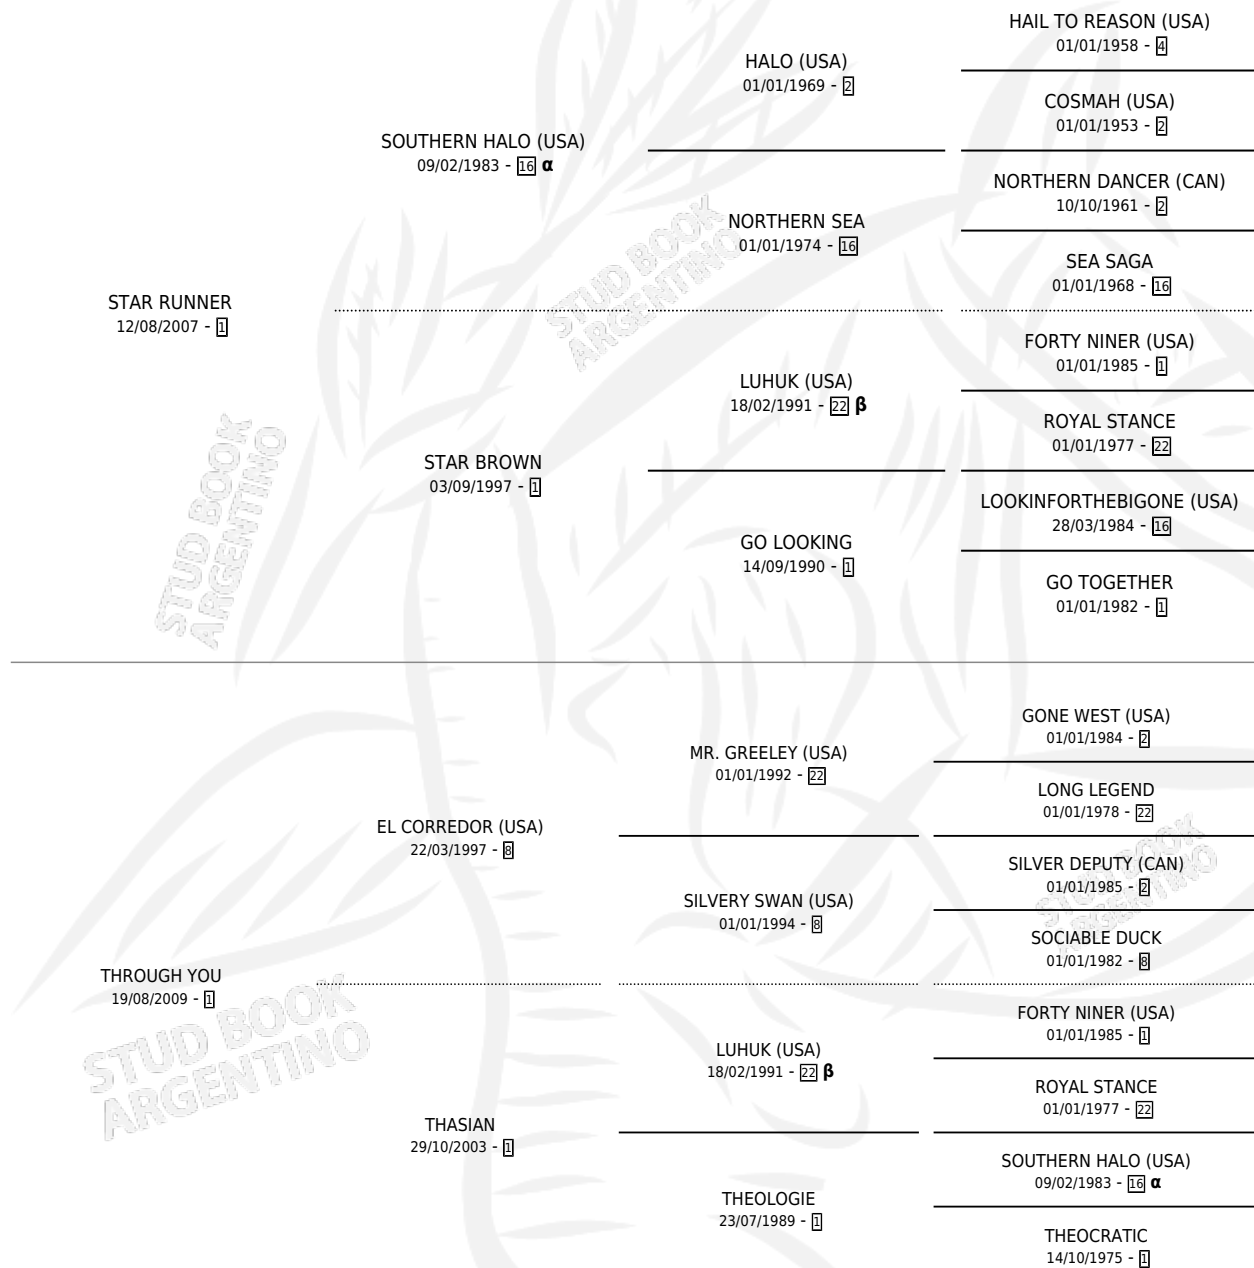 HAIL TO REASON (USA)
01/01/1958 - 4
HALO (USA)
01/01/1969 - 2
COSMAH (USA)
01/01/1953 - 2
SOUTHERN HALO (USA)
09/02/1983 - 16 α
NORTHERN DANCER (CAN)
10/10/1961 - 2
NORTHERN SEA
01/01/1974 - 16
SEA SAGA
01/01/1968 - 16
STAR RUNNER
12/08/2007 - 1
FORTY NINER (USA)
01/01/1985 - 1
LUHUK (USA)
18/02/1991 - 22 β
ROYAL STANCE
01/01/1977 - 22
STAR BROWN
03/09/1997 - 1
LOOKINFORTHEBIGONE (USA)
28/03/1984 - 16
GO LOOKING
14/09/1990 - 1
GO TOGETHER
01/01/1982 - 1
STUD BOOK
ARGENTINO
STUD BOOK
ARGENTINO
GONE WEST (USA)
01/01/1984 - 2
MR. GREELEY (USA)
01/01/1992 - 22
LONG LEGEND
01/01/1978 - 22
EL CORREDOR (USA)
22/03/1997 - 8
SILVER DEPUTY (CAN)
01/01/1985 - 2
SILVERY SWAN (USA)
01/01/1994 - 8
SOCIABLE DUCK
01/01/1982 - 8
THROUGH YOU
19/08/2009 - 1
FORTY NINER (USA)
01/01/1985 - 1
LUHUK (USA)
18/02/1991 - 22 β
ROYAL STANCE
01/01/1977 - 22
THASIAN
29/10/2003 - 1
SOUTHERN HALO (USA)
09/02/1983 - 16 α
THEOLOGIE
23/07/1989 - 1
THEOCRATIC
14/10/1975 - 1
STUD BOOK
ARGENTINO
STUD BOOK
ARGENTINO